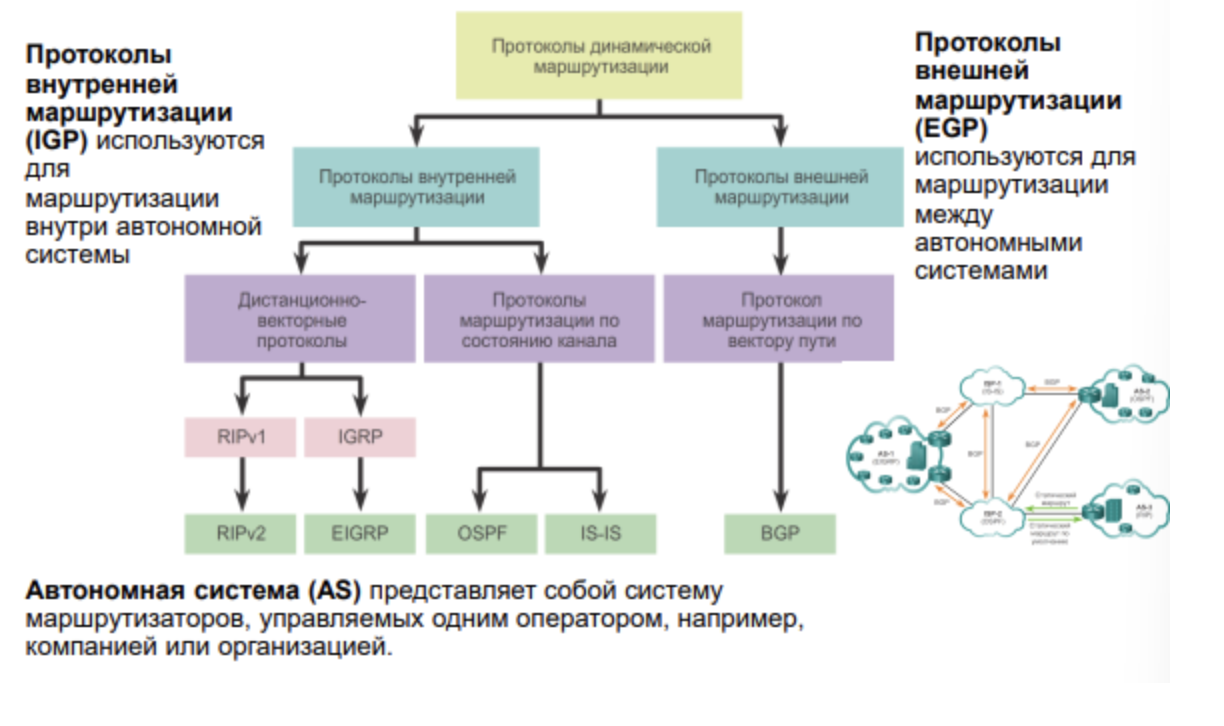 Протоколы динамической
маршрутизации
Протоколы
внутренней
маршрутизации
(IGP) используются
для
маршрутизации
внутри автономной
системы
Протоколы
внешней
маршрутизации
(EGP)
используются для
маршрутизации
между
автономными
системами
Протоколы внутренней
маршрутизации
Протоколы внешней
маршрутизации
Дистанционно-
векторные
протоколы
Протоколы
маршрутизации по
состоянию канала
Протокол
маршрутизации по
вектору пути
RIPv1
IGRP
RIPv2
EIGRP
OSPF
IS-IS
BGP
ISP-1
(IS-IS)
BGP
AS-2
(OSPF)
BGP
AS-1
(EIGRP)
BGP
BGP
BGP
ISP-2
(OSPF)
Статический
маршрут
AS-3
(RIP)
Статический
маршрут по
умолчанию
Автономная система (AS) представляет собой систему
маршрутизаторов, управляемых одним оператором, например,
компанией или организацией.